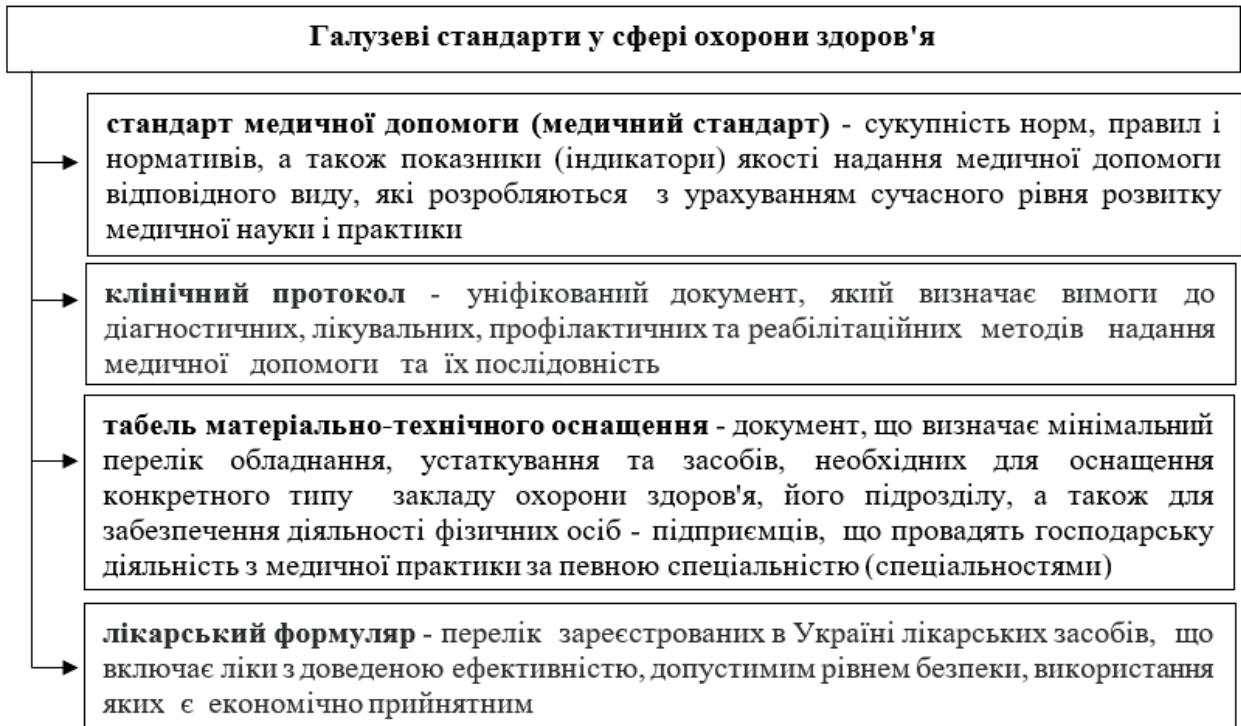 Галузеві стандарти у сфері охорони здоров'я
стандарт медичної допомоги (медичний стандарт) - сукупність норм, правил і
нормативів, а також показники (індикатори) якості надання медичної допомоги
відповідного виду, які розробляються з урахуванням сучасного рівня розвитку
медичної науки і практики
клінічний протокол - уніфікований документ, який визначає вимоги до
діагностичних, лікувальних, профілактичних та реабілітаційних методів надання
медичної допомоги та їх послідовність
табель матеріально-технічного оснащення - документ, що визначає мінімальний
перелік обладнання, устаткування та засобів, необхідних для оснащення
конкретного типу закладу охорони здоров'я, його підрозділу, а також для
забезпечення діяльності фізичних осіб - підприємців, що провадять господарську
діяльність з медичної практики за певною спеціальністю (спеціальностями)
лікарський формуляр - перелік зареєстрованих в Україні лікарських засобів, що
включає ліки з доведеною ефективністю, допустимим рівнем безпеки, використання
яких є економічно прийнятним